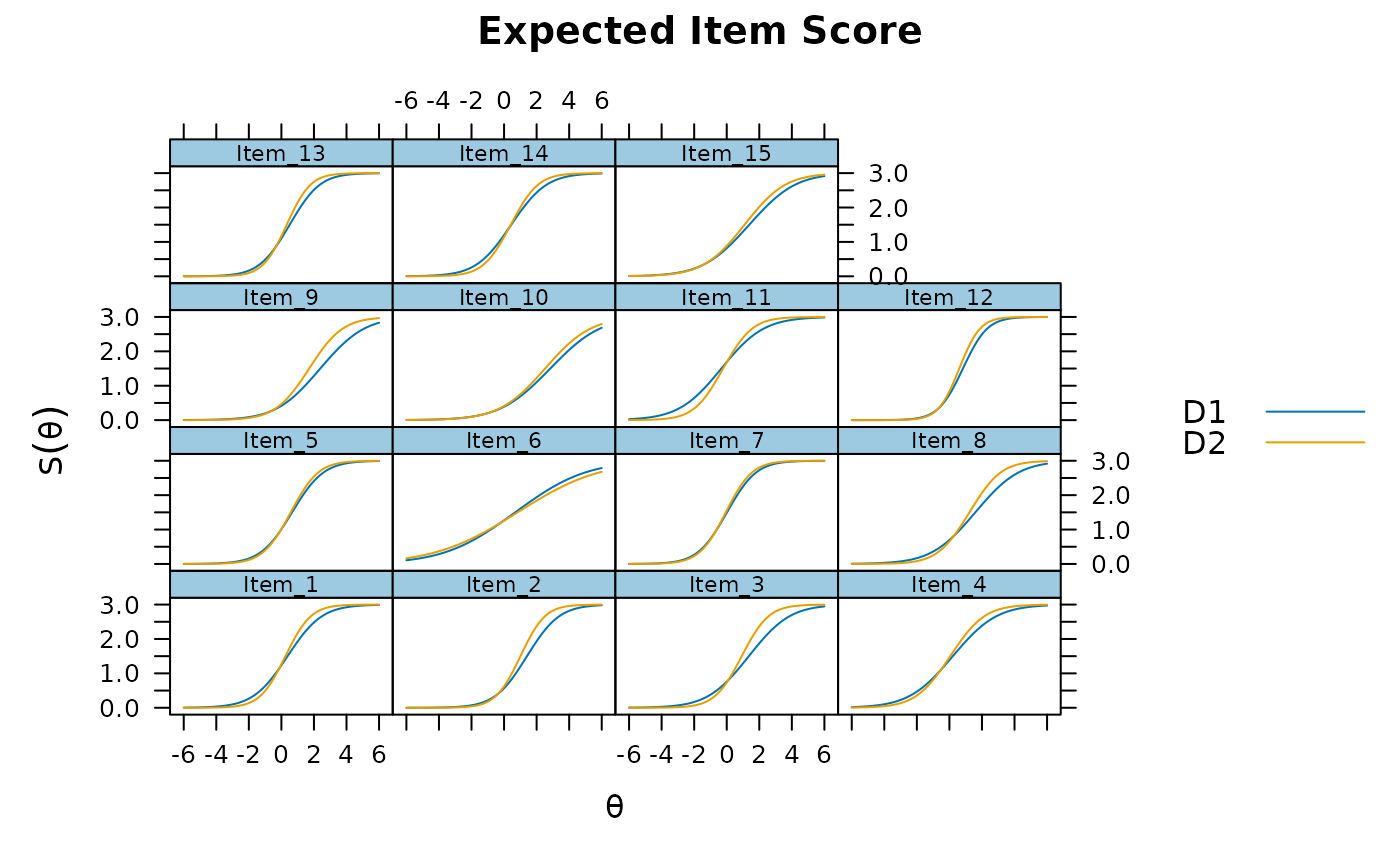 Expected Item Score
-6 -4 -2 0 2 4 6
Item_13 Item_14 Item_15
3.0
2.0
1.0
0.0
Item_9 Item_10 Item_11 Item_12
3.0
2.0
1.0
0.0
D1
D2
S(θ)
Item_5 Item_6 Item_7 Item_8
3.0
2.0
1.0
0.0
Item_1 Item_2 Item_3 Item_4
3.0
2.0
1.0
0.0
-6 -4 -2 0 2 4 6 -6 -4 -2 0 2 4 6
θ